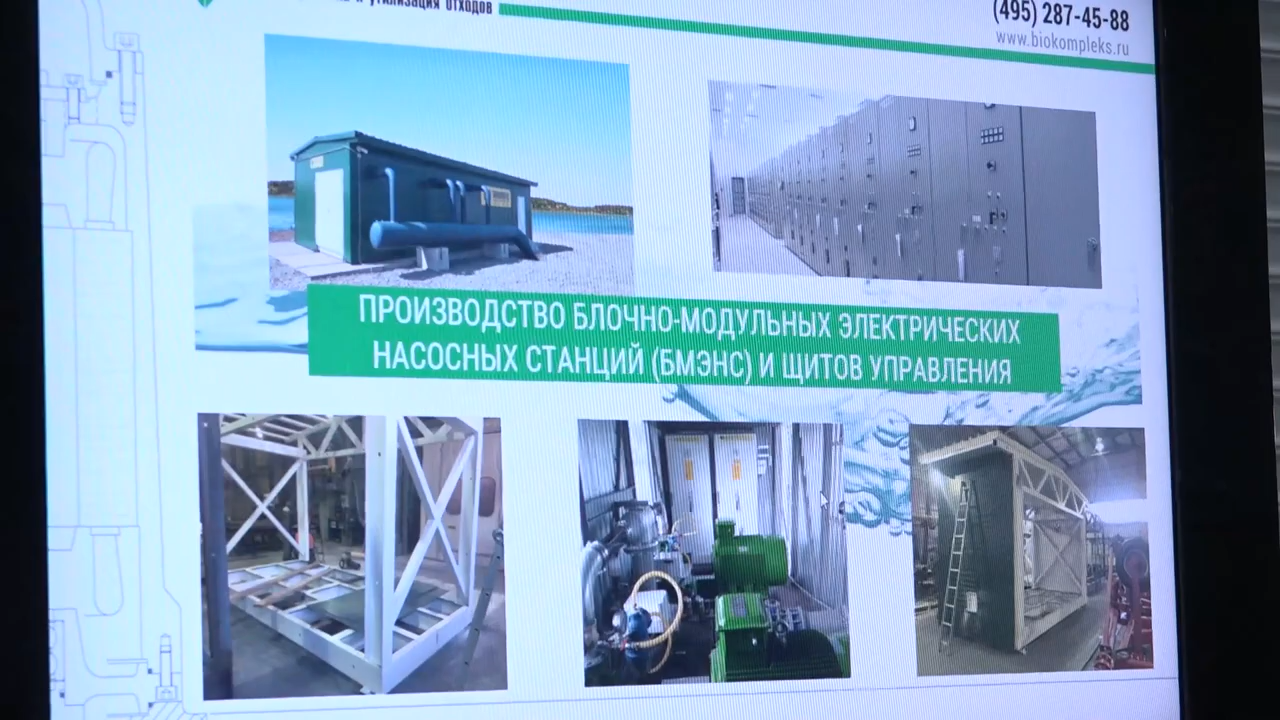 и утилизация отходов
(495) 287-45-88
www.biokompleks.ru
ПРОИЗВОДСТВО БЛОЧНО-МОДУЛЬНЫХ ЭЛЕКТРИЧЕСКИХ
НАСОСНЫХ СТАНЦИЙ (БМЭНС) И ЩИТОВ УПРАВЛЕНИЯ